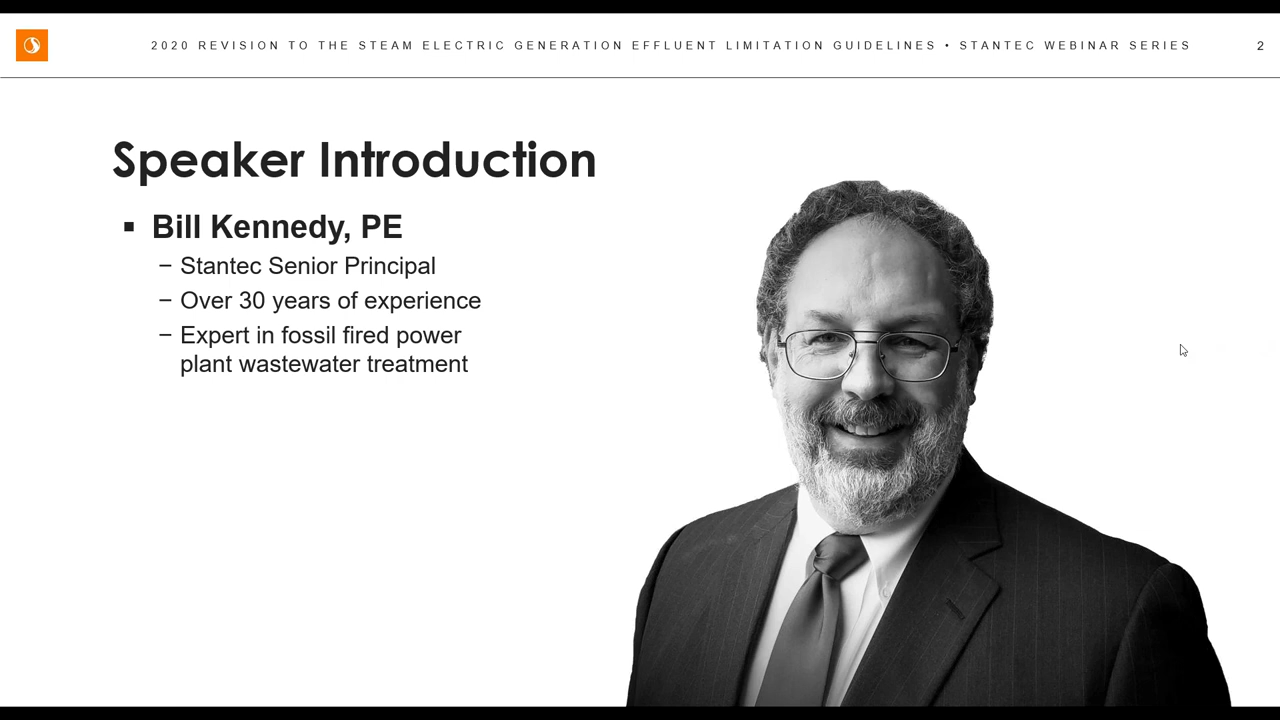 2020 REVISION TO THE STEAM ELECTRIC GENERATION EFFLUENT LIMITATION GUIDELINES • STANTEC WEBINAR SERIES 2
Speaker Introduction
▪ Bill Kennedy, PE
– Stantec Senior Principal
– Over 30 years of experience
– Expert in fossil fired power
plant wastewater treatment